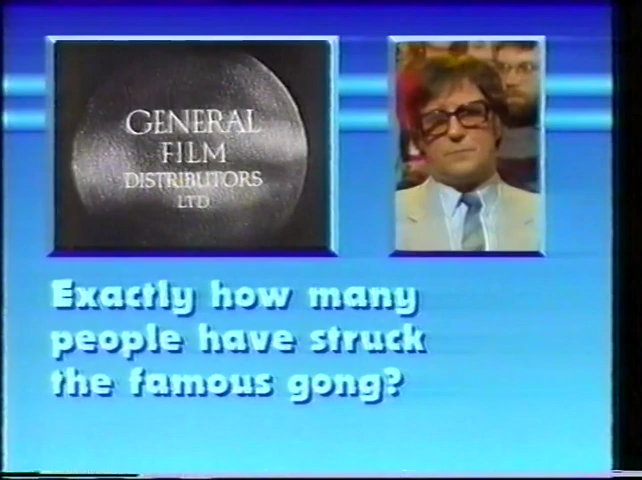 GENERAL
FILM
DISTRIBUTORS
LTD
Exactly how many
people have struck
the famous gong?